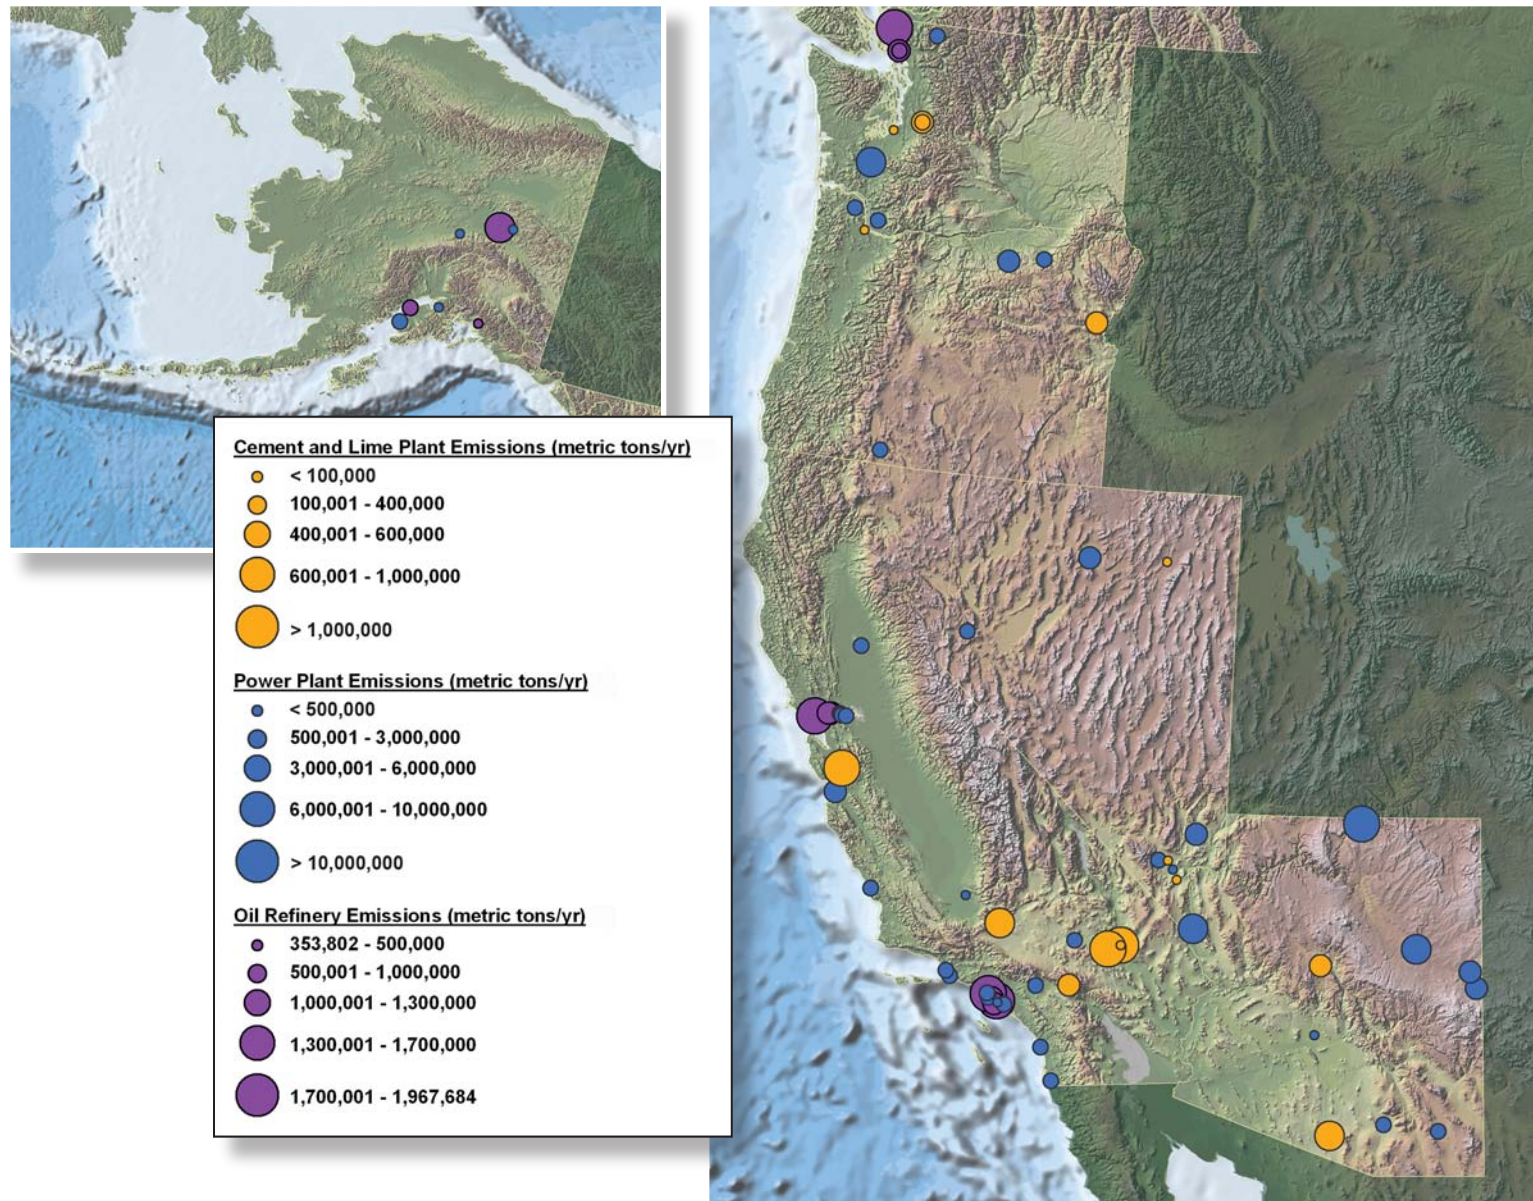 Cement and Lime Plant Emissions (metric tons/yr)
< 100,000
100,001 - 400,000
400,001 - 600,000
600,001 - 1,000,000
> 1,000,000
Power Plant Emissions (metric tons/yr)
< 500,000
500,001 - 3,000,000
3,000,001 - 6,000,000
6,000,001 - 10,000,000
> 10,000,000
Oil Refinery Emissions (metric tons/yr)
353,802 - 500,000
500,001 - 1,000,000
1,000,001 - 1,300,000
1,300,001 - 1,700,000
1,700,001 - 1,967,684